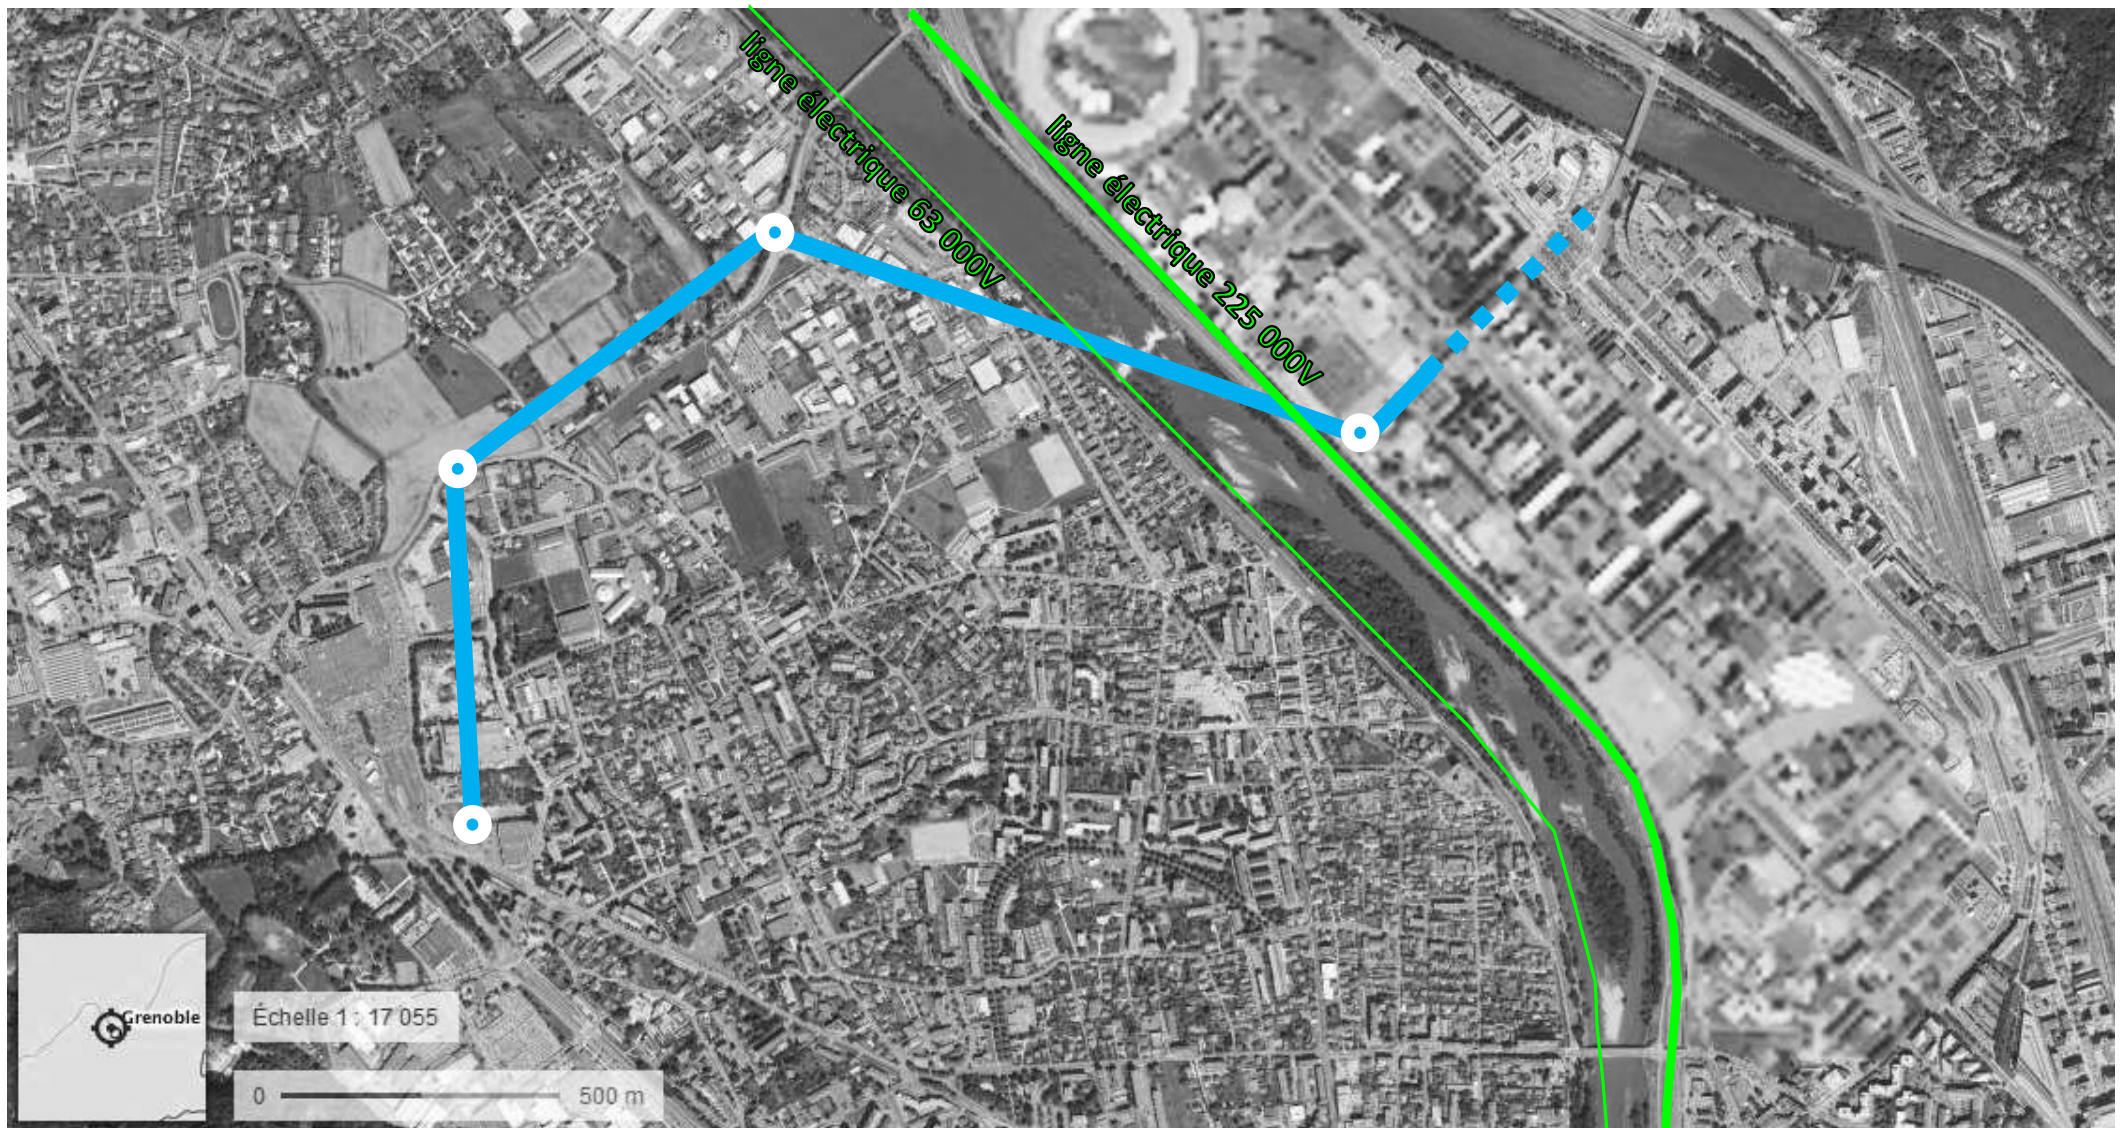 ligne électrique 63 000V
ligne électrique 225 000V
Grenoble
Échelle 1 : 17 055
0 500 m